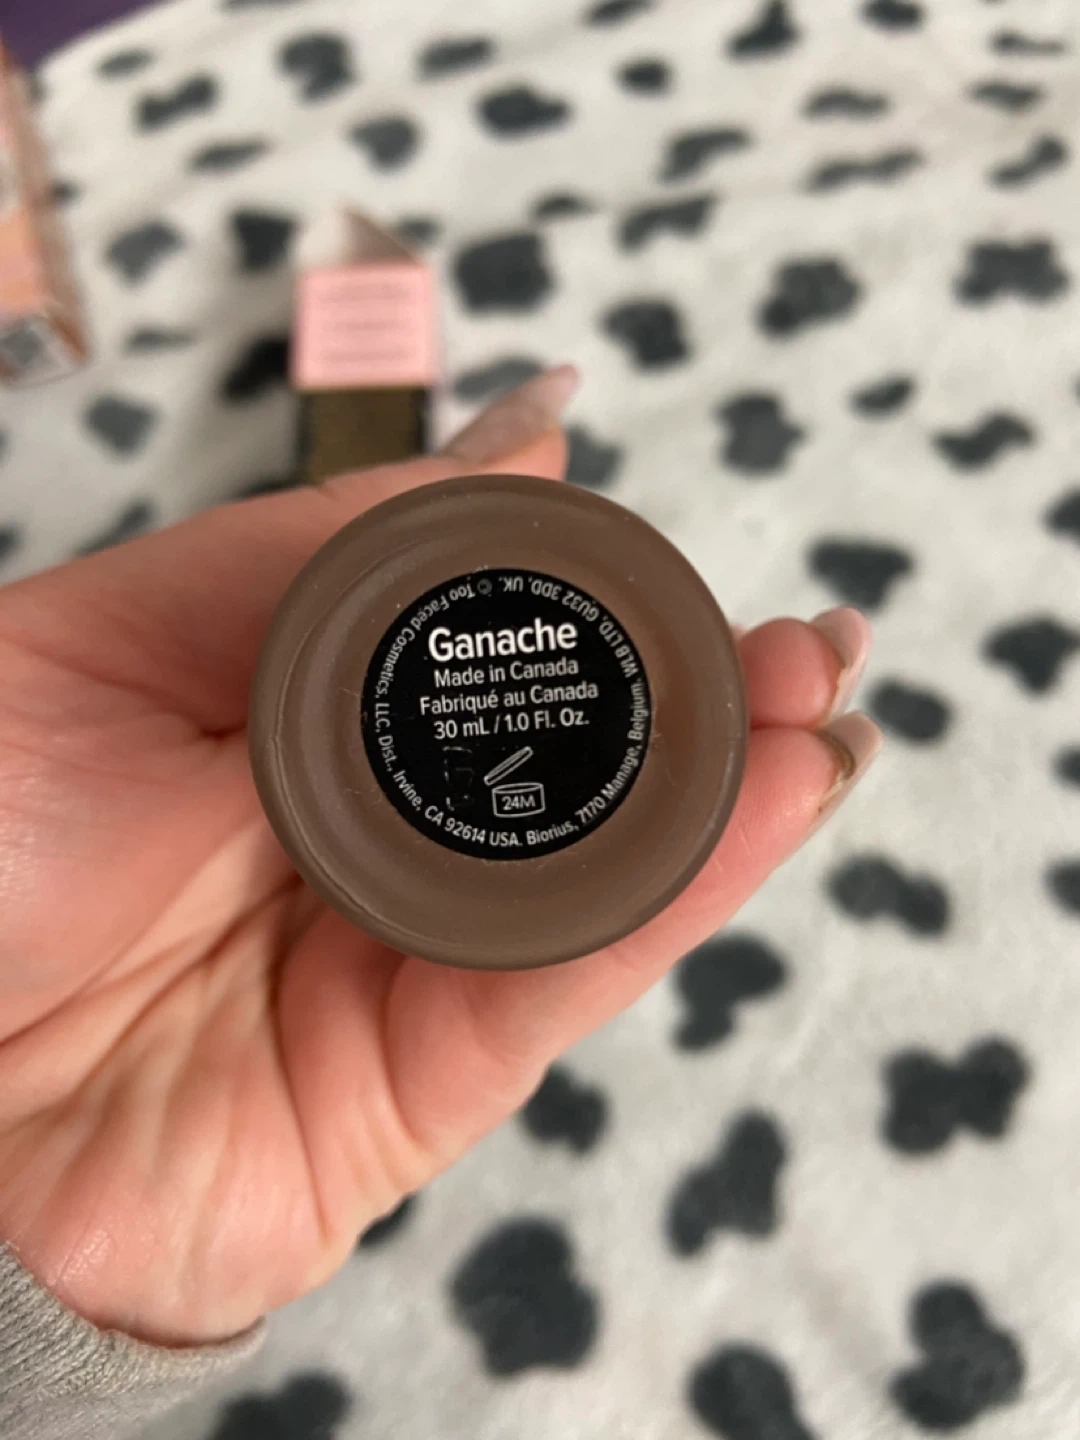 Ganache
Made in Canada
Fabriqué au Canada
30 mL / 1.0 Fl. Oz.
24M
© Too Faced Cosmetics, LLC. Dist., Irvine, CA 92614 USA. Biorius, 7170 Manage, Belgium. WLB LTD, GU32 3DD, UK.